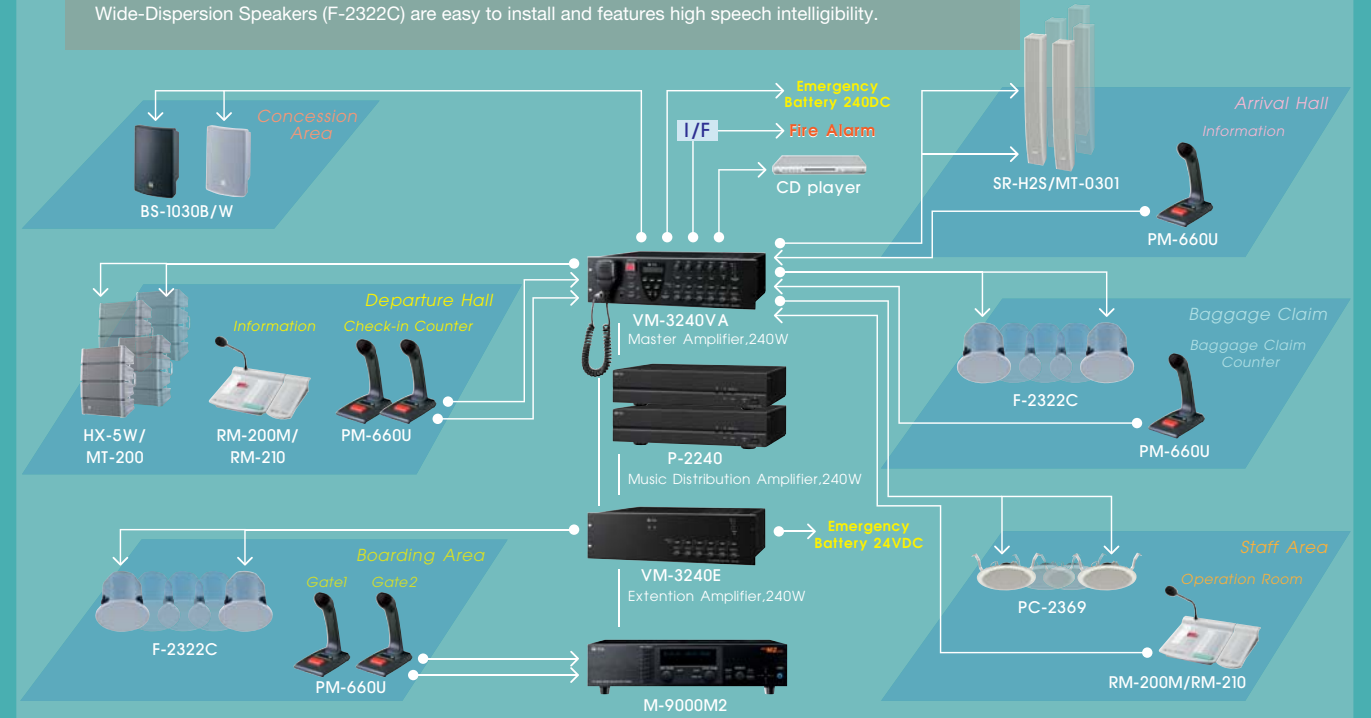 Wide-Dispersion Speakers (F-2322C) are easy to install and features high speech intelligibility.
Concession
Area
BS-1030B/W
Emergency
Battery 240DC
I/F
Fire Alarm
CD player
Arrival Hall
Information
SR-H2S/MT-0301
PM-660U
Departure Hall
Information
Check-in Counter
HX-5W/
MT-200
RM-200M/
RM-210
PM-660U
VM-3240VA
Master Amplifier,240W
P-2240
Music Distribution Amplifier,240W
Baggage Claim
Baggage Claim
Counter
F-2322C
PM-660U
Boarding Area
Gate1
Gate2
F-2322C
PM-660U
Emergency
Battery 24VDC
VM-3240E
Extention Amplifier,240W
M-9000M2
Staff Area
Operation Room
PC-2369
RM-200M/RM-210